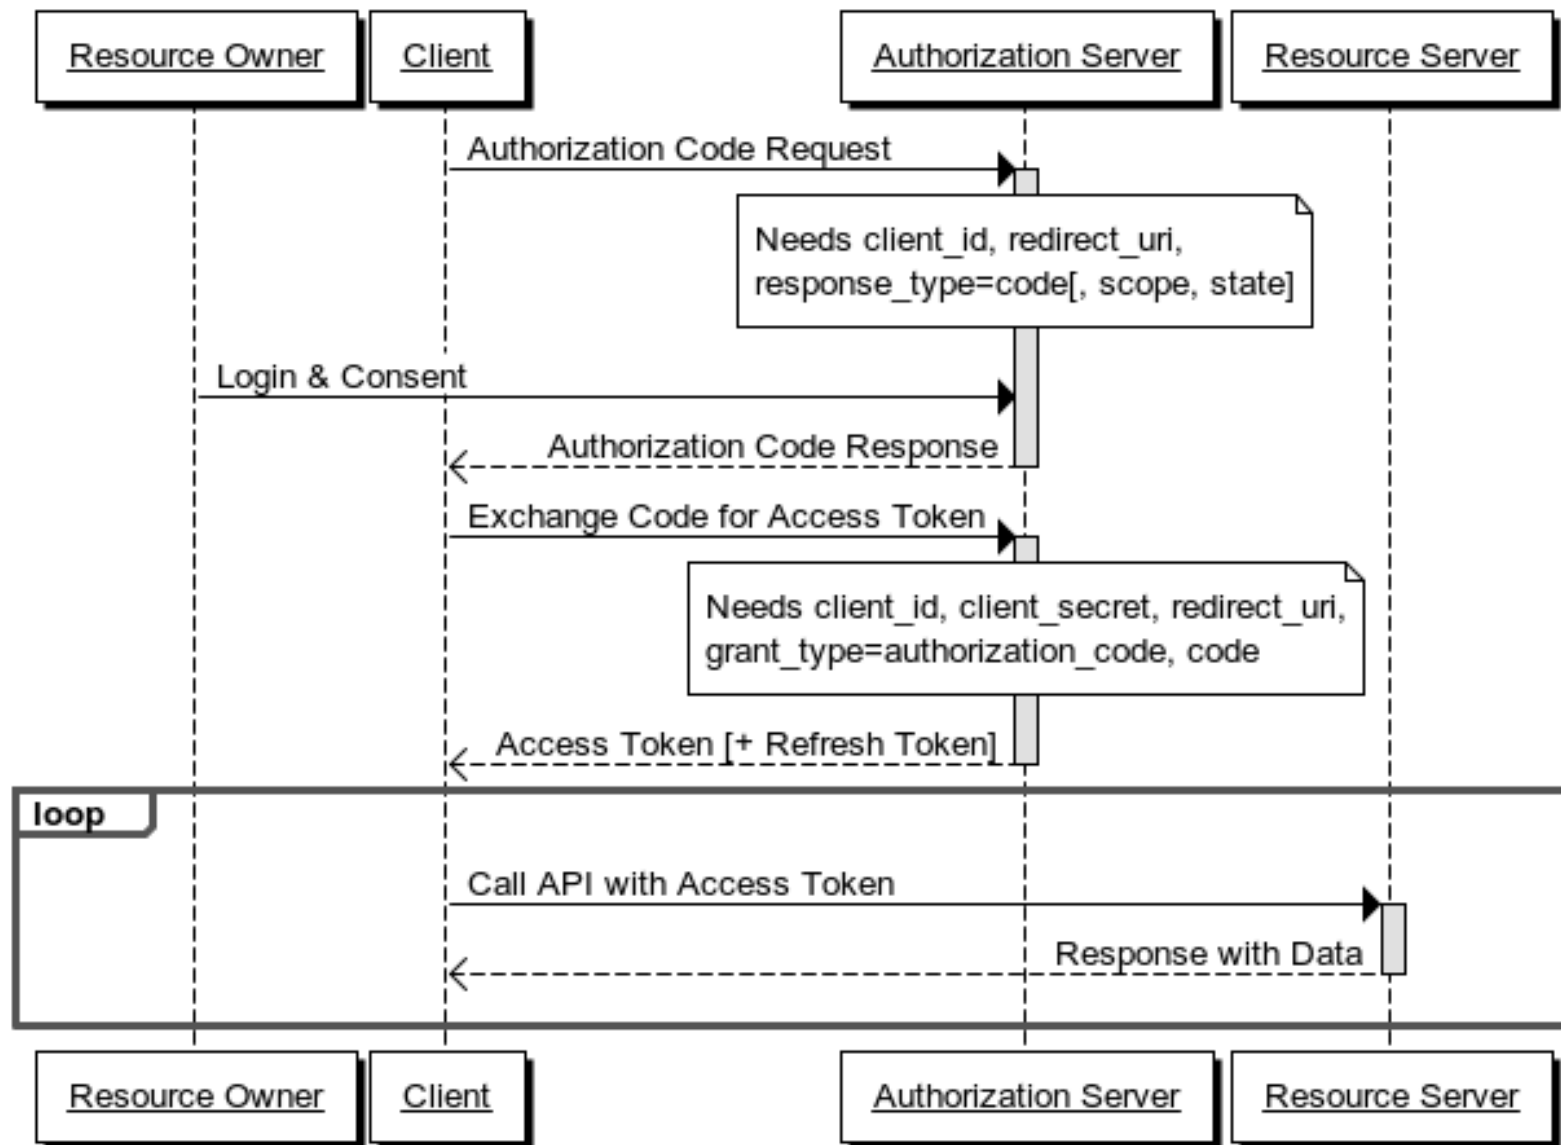 Resource Owner
Client
Authorization Server
Resource Server
Authorization Code Request
Needs client_id, redirect_uri,
response_type=code[, scope, state]
Login & Consent
Authorization Code Response
Exchange Code for Access Token
Needs client_id, client_secret, redirect_uri,
grant_type=authorization_code, code
Access Token [+ Refresh Token]
loop
Call API with Access Token
Response with Data
Resource Owner
Client
Authorization Server
Resource Server